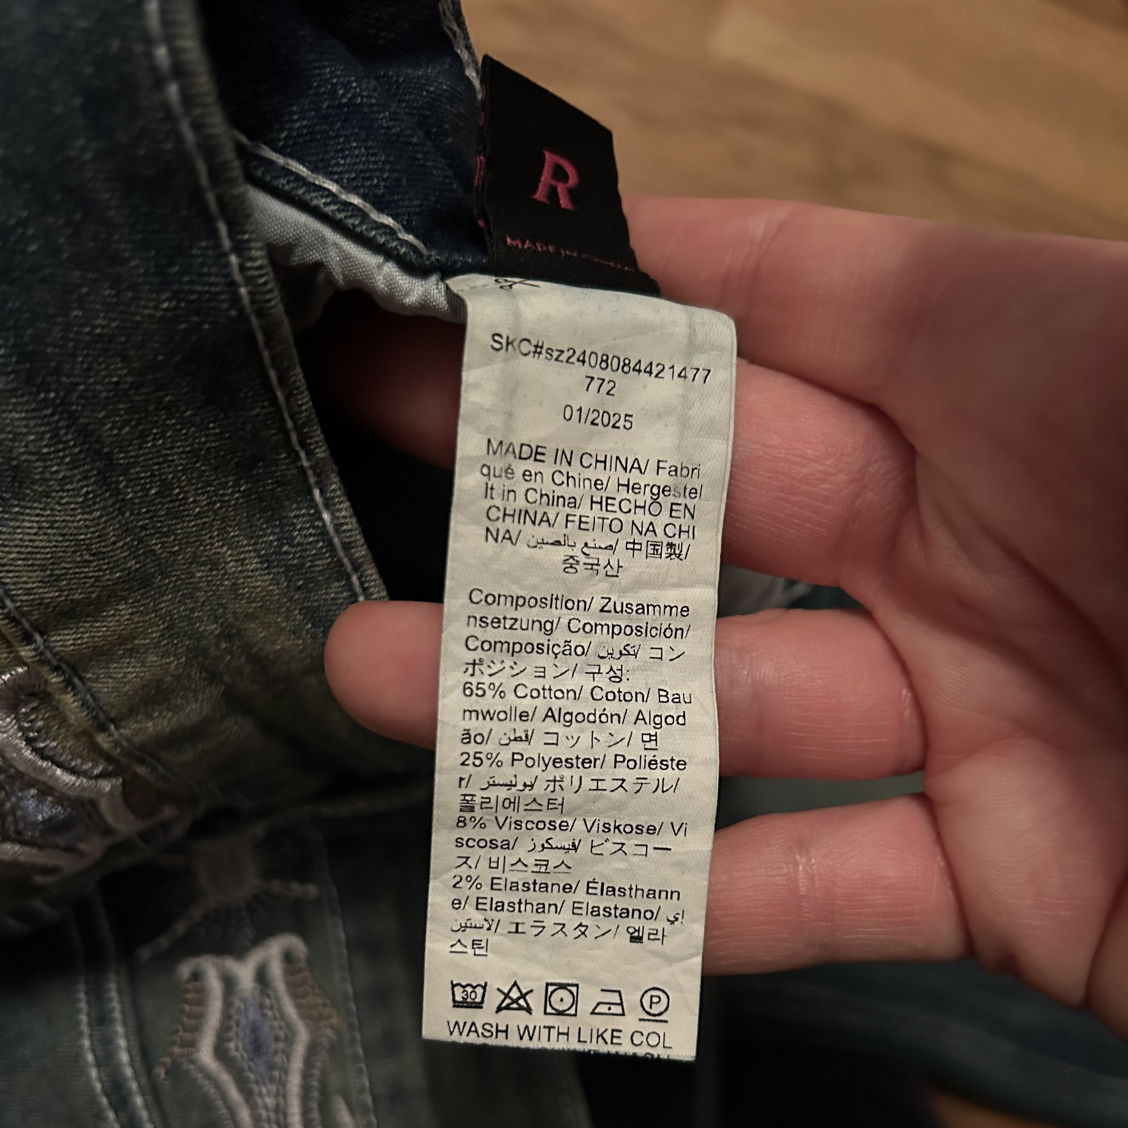 R
MADE IN
SKC#sz2408084421477
772
01/2025
MADE IN CHINA/ Fabri
qué en Chine/ Hergestel
lt in China/ HECHO EN
CHINA/ FEITO NA CHI
NA/ صنع بالصين/ 中国製/
중국산
Composition/ Zusamme
nsetzung/ Composición/
Composição/ تكوين/ コン
ポジション/ 구성:
65% Cotton/ Coton/ Bau
mwolle/ Algodón/ Algod
ão/ قطن/ コットン/ 면
25% Polyester/ Poliéste
r/ بوليستر/ ポリエステル/
폴리에스터
8% Viscose/ Viskose/ Vi
scosa/ فيسكوز/ ビスコー
ス/ 비스코스
2% Elastane/ Élasthann
e/ Elasthan/ Elastano/ إي
لاستين/ エラスタン/ 엘라
스틴
30 P
WASH WITH LIKE COL